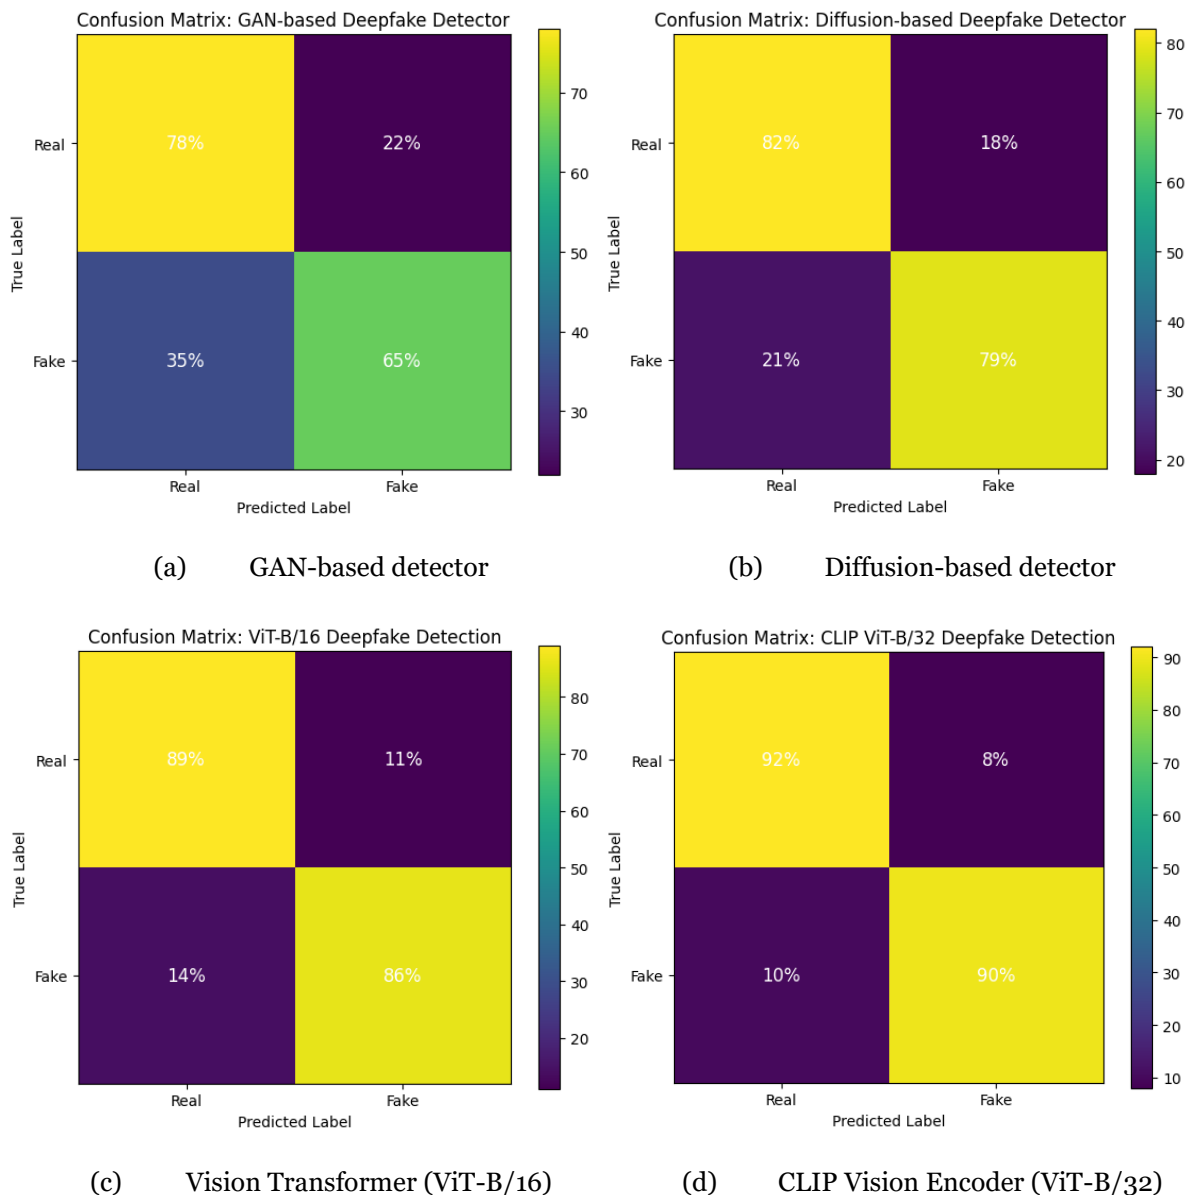 Confusion Matrix: GAN-based Deepfake Detector
Real
Fake
True Label
78%
22%
35%
65%
Real
Fake
Predicted Label
70
60
50
40
30
(a) GAN-based detector
Confusion Matrix: Diffusion-based Deepfake Detector
Real
Fake
True Label
82%
18%
21%
79%
Real
Fake
Predicted Label
80
70
60
50
40
30
20
(b) Diffusion-based detector
Confusion Matrix: ViT-B/16 Deepfake Detection
Real
Fake
True Label
89%
11%
14%
86%
Real
Fake
Predicted Label
80
70
60
50
40
30
20
(c) Vision Transformer (ViT-B/16)
Confusion Matrix: CLIP ViT-B/32 Deepfake Detection
Real
Fake
True Label
92%
8%
10%
90%
Real
Fake
Predicted Label
90
80
70
60
50
40
30
20
10
(d) CLIP Vision Encoder (ViT-B/32)